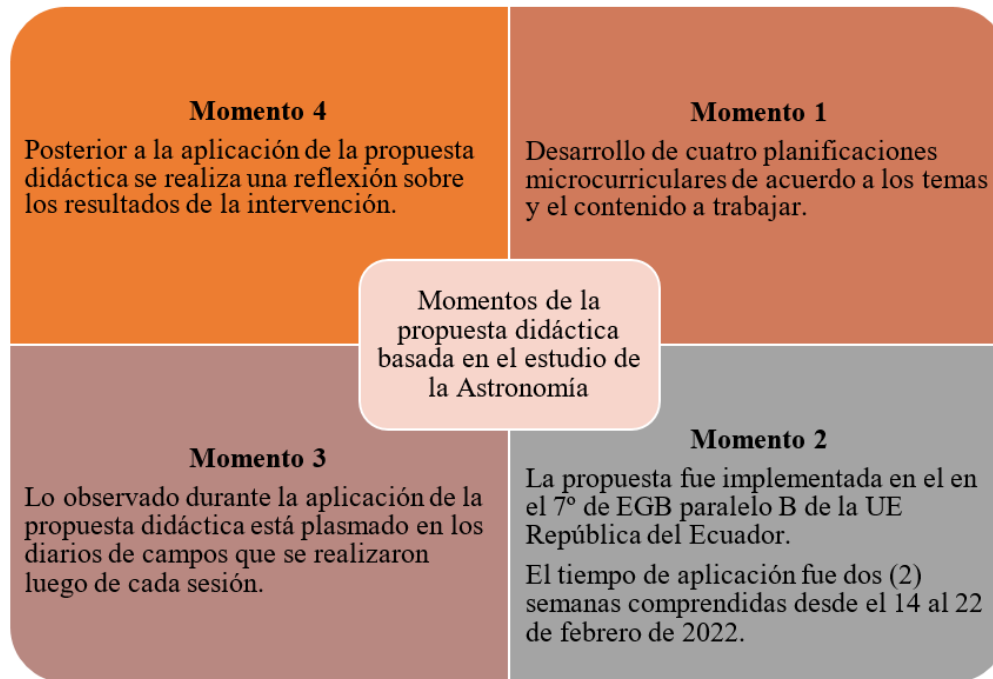 Momento 4
Posterior a la aplicación de la propuesta
didáctica se realiza una reflexión sobre
los resultados de la intervención.
Momento 1
Desarrollo de cuatro planificaciones
microcurriculares de acuerdo a los temas
y el contenido a trabajar.
Momentos de la
propuesta didáctica
basada en el estudio de
la Astronomía
Momento 3
Lo observado durante la aplicación de la
propuesta didáctica está plasmado en los
diarios de campos que se realizaron
luego de cada sesión.
Momento 2
La propuesta fue implementada en el en
el 7º de EGB paralelo B de la UE
República del Ecuador.
El tiempo de aplicación fue dos (2)
semanas comprendidas desde el 14 al 22
de febrero de 2022.